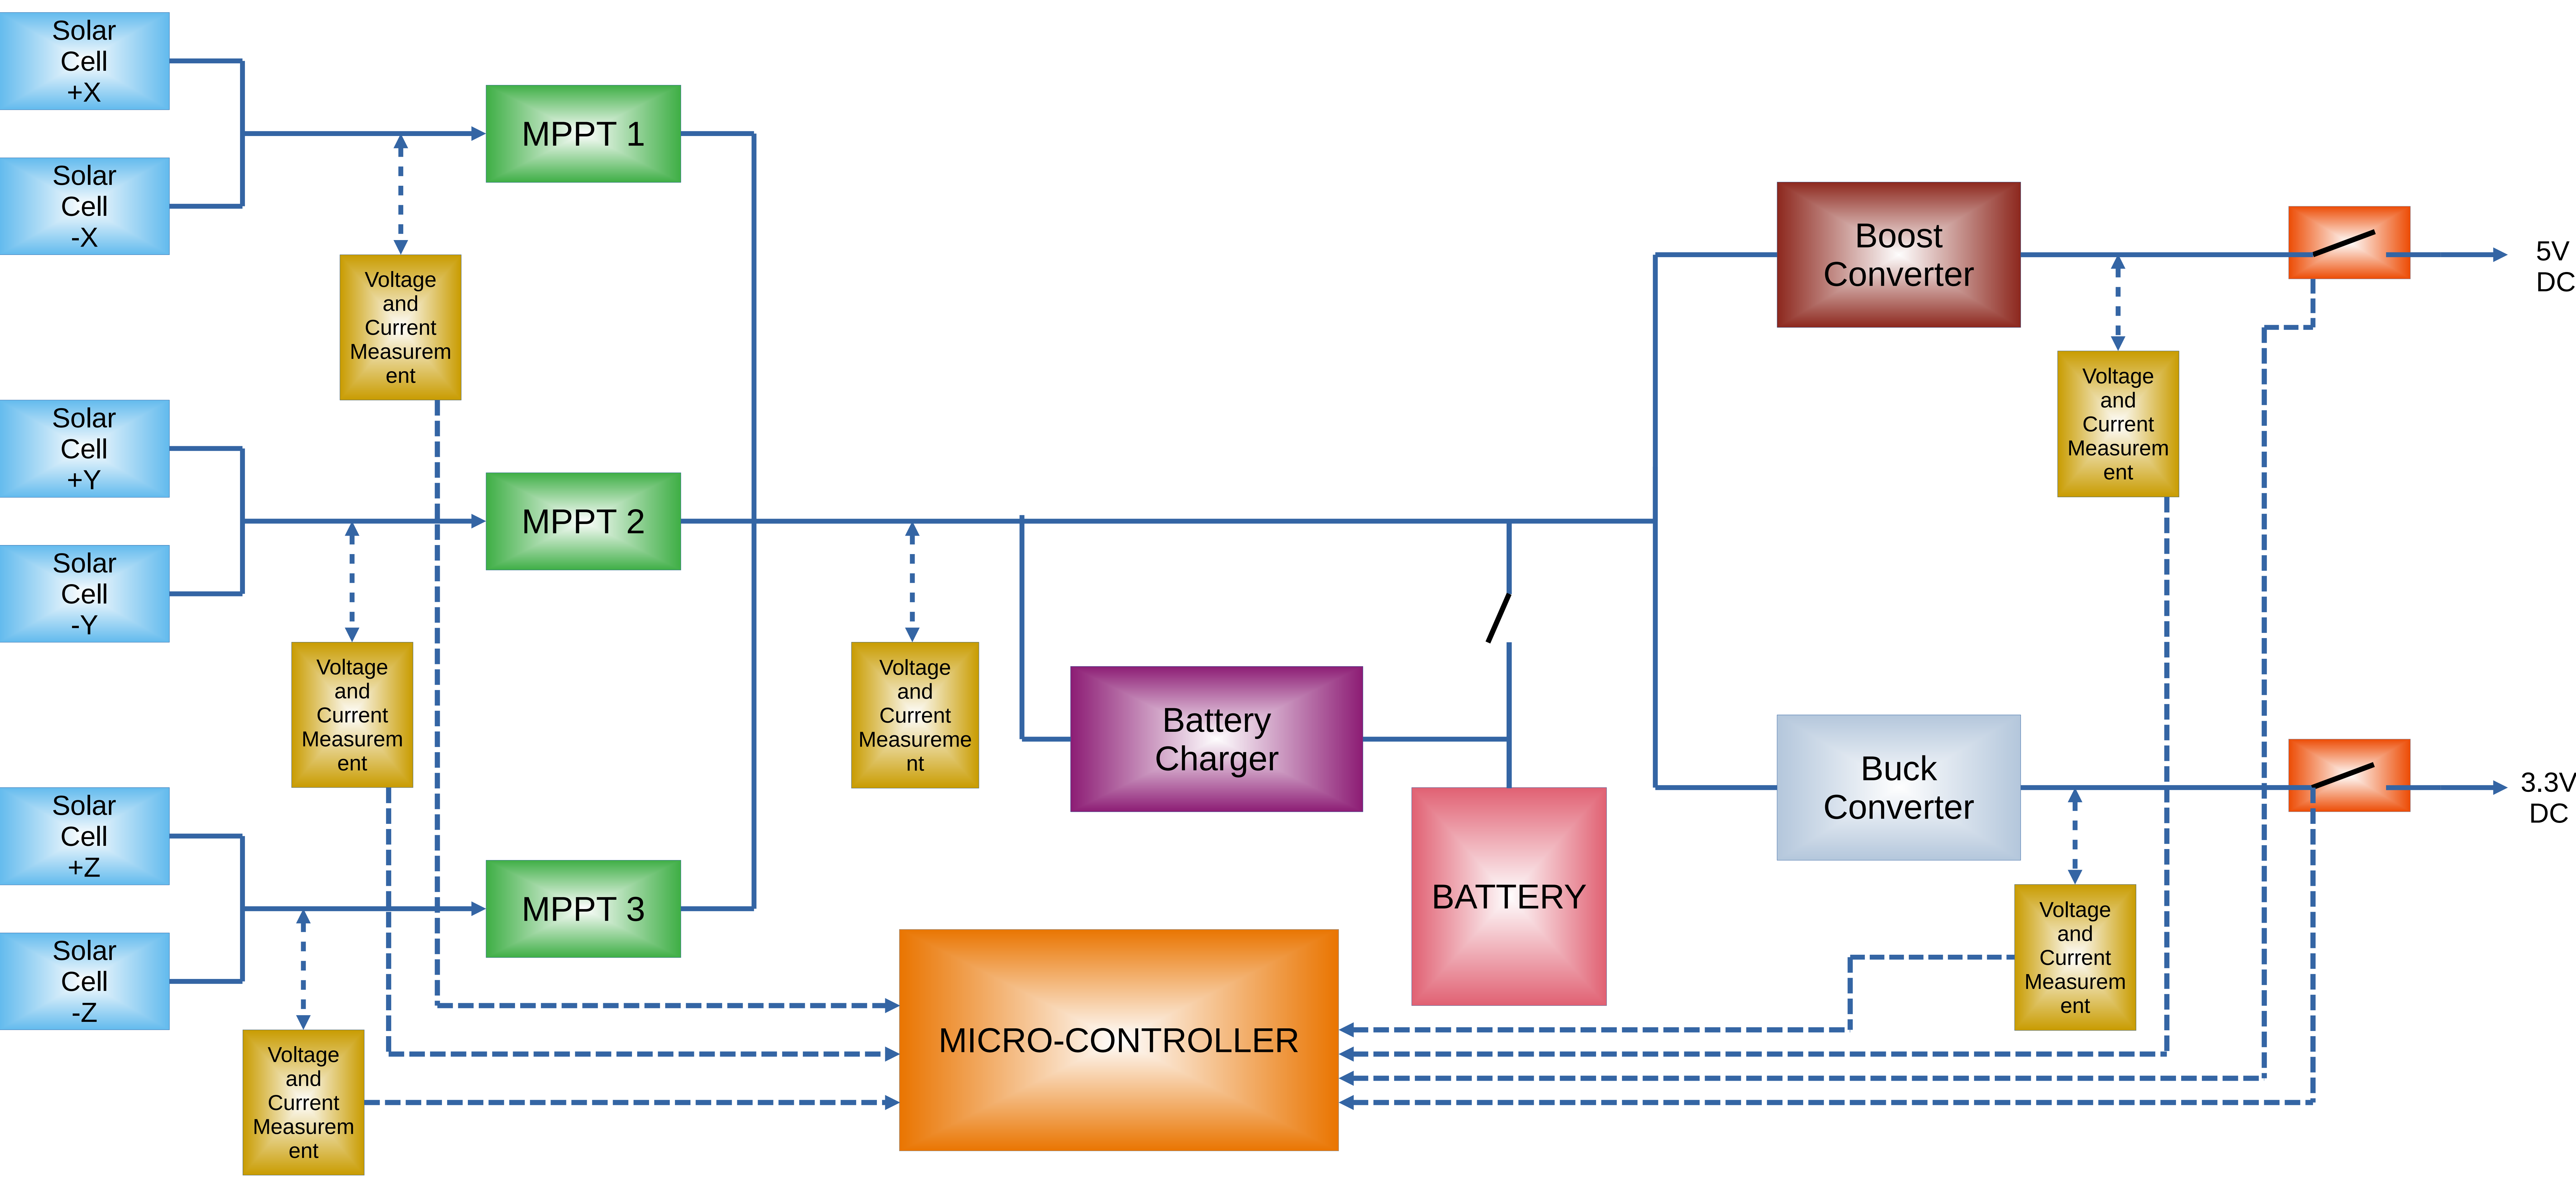 Solar
Cell
+X
Solar
Cell
-X
MPPT 1
Voltage
and
Current
Measurem
ent
Solar
Cell
+Y
Solar
Cell
-Y
MPPT 2
Voltage
and
Current
Measurem
ent
Solar
Cell
+Z
Solar
Cell
-Z
MPPT 3
Voltage
and
Current
Measurem
ent
Voltage
and
Current
Measureme
nt
Battery
Charger
BATTERY
MICRO-CONTROLLER
Boost
Converter
Voltage
and
Current
Measurem
ent
5V
DC
Buck
Converter
Voltage
and
Current
Measurem
ent
3.3V
DC